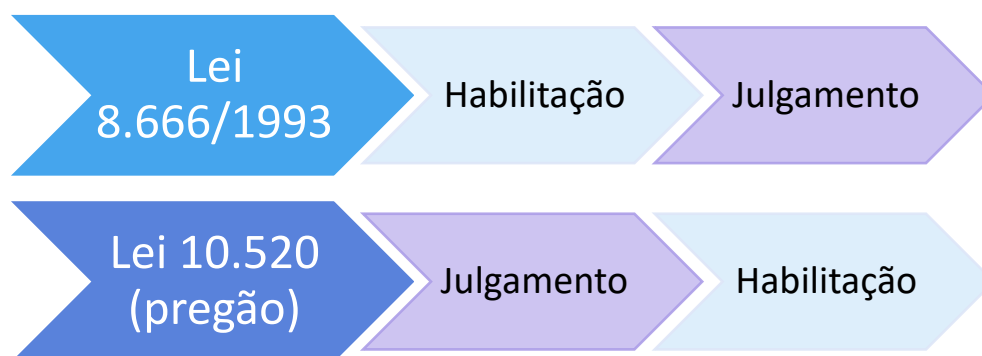 Lei
8.666/1993
Habilitação
Julgamento
Lei 10.520
(pregão)
Julgamento
Habilitação